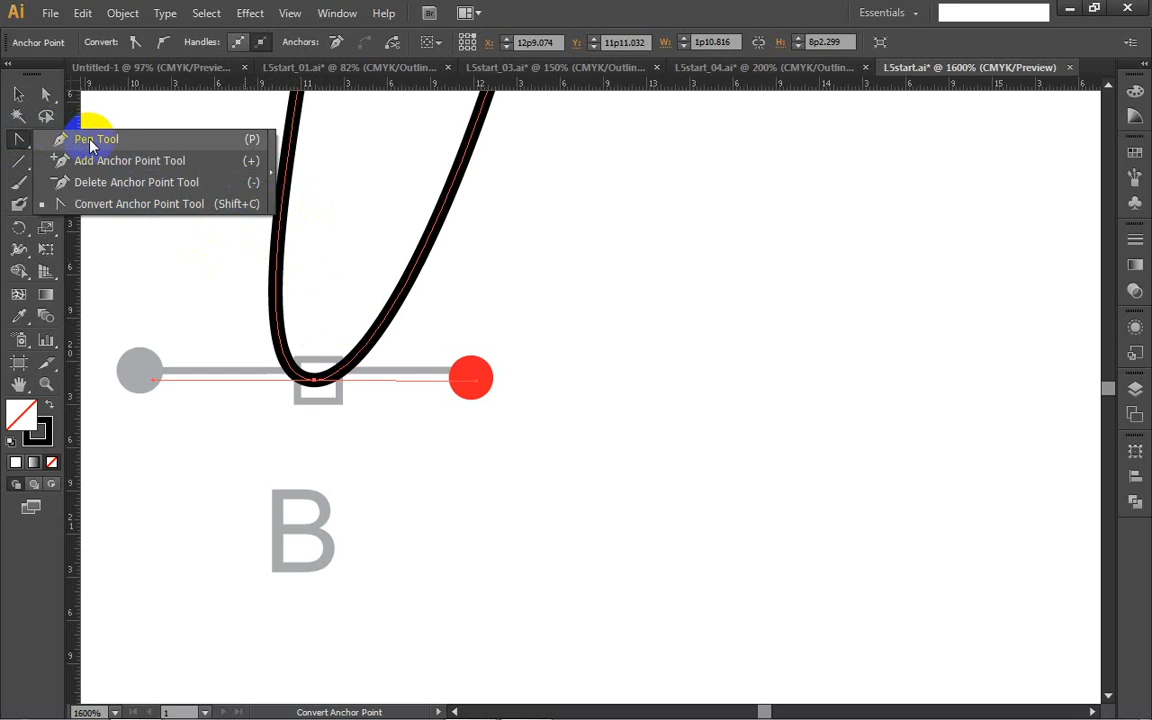 Ai File Edit Object Type Select Effect View Window Help Br Essentials
Anchor Point Convert: Handles: Anchors: X: 12p9.074 Y: 11p11.032 W: 1p10.816 H: 8p2.299
Untitled-1 @ 97% (CMYK/Previe... × L5start_01.ai* @ 82% (CMYK/Outlin... × L5start_03.ai* @ 150% (CMYK/Outlin... × L5start_04.ai* @ 200% (CMYK/Outlin... × L5start.ai* @ 1600% (CMYK/Preview) ×
Pen Tool (P)
Add Anchor Point Tool (+)
Delete Anchor Point Tool (-)
Convert Anchor Point Tool (Shift+C)
B
1600% 1 Convert Anchor Point